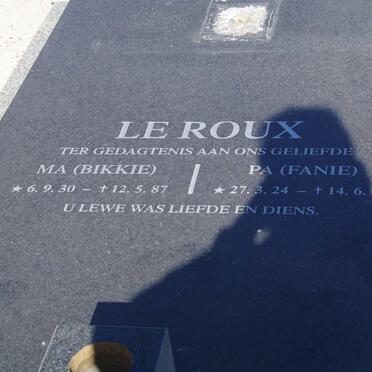 LE ROUX
TER GEDAGTENIS AAN ONS GELIEFDE
MA (BIKKIE) PA (FANIE)
★ 6. 9. 30 – † 12. 5. 87 ★ 27. 3. 24 – † 14. 6.
U LEWE WAS LIEFDE EN DIENS.